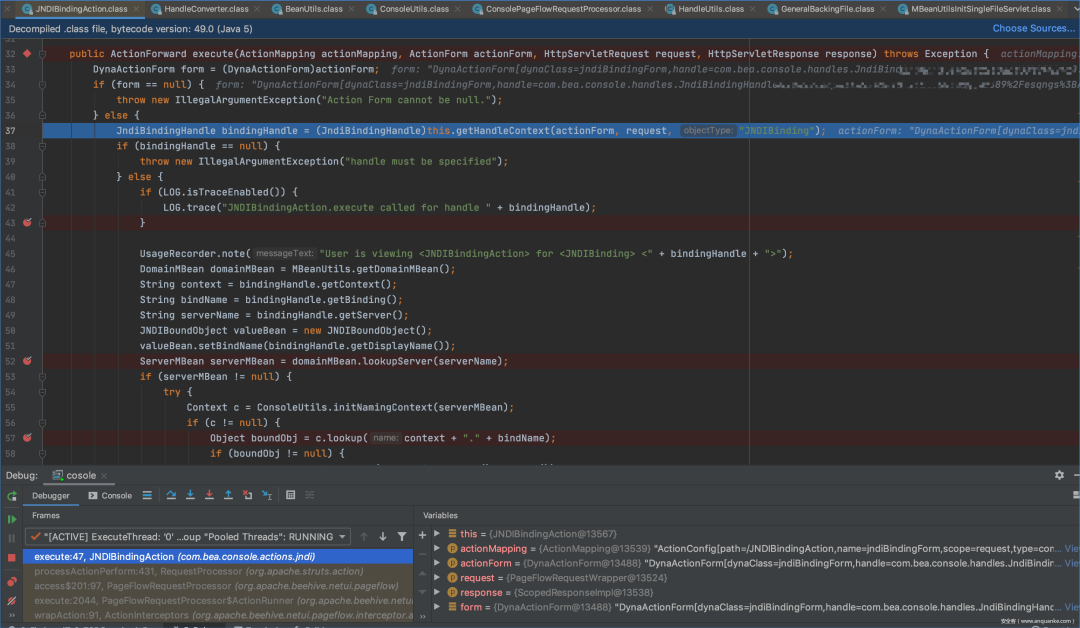 JNDIBindingAction.class
HandleConverter.class
BeanUtils.class
ConsoleUtils.class
ConsolePageFlowRequestProcessor.class
HandleUtils.class
GeneralBackingFile.class
MBeanUtilsInitSingleFileServlet.class
Decompiled .class file, bytecode version: 49.0 (Java 5)
Choose Sources...
32 public ActionForward execute(ActionMapping actionMapping, ActionForm actionForm, HttpServletRequest request, HttpServletResponse response) throws Exception { actionMapping
33 DynaActionForm form = (DynaActionForm)actionForm; form: "DynaActionForm[dynaClass=jndiBindingForm,handle=com.bea.console.handles.JndiBind
34 if (form == null) { form: "DynaActionForm[dynaClass=jndiBindingForm,handle=com.bea.console.handles.JndiBindingHandle
35 throw new IllegalArgumentException("Action Form cannot be null.");
36 } else {
37 JndiBindingHandle bindingHandle = (JndiBindingHandle)this.getHandleContext(actionForm, request, objectType: "JNDIBinding"); actionForm: "DynaActionForm[dynaClass=jnd
38 if (bindingHandle == null) {
39 throw new IllegalArgumentException("handle must be specified");
40 } else {
41 if (LOG.isTraceEnabled()) {
42 LOG.trace("JNDIBindingAction.execute called for handle " + bindingHandle);
43 }
44
45 UsageRecorder.note( messageText: "User is viewing <JNDIBindingAction> for <JNDIBinding> <" + bindingHandle + ">");
46 DomainMBean domainMBean = MBeanUtils.getDomainMBean();
47 String context = bindingHandle.getContext();
48 String bindName = bindingHandle.getBinding();
49 String serverName = bindingHandle.getServer();
50 JNDIBoundObject valueBean = new JNDIBoundObject();
51 valueBean.setBindName(bindingHandle.getDisplayName());
52 ServerMBean serverMBean = domainMBean.lookupServer(serverName);
53 if (serverMBean != null) {
54 try {
55 Context c = ConsoleUtils.initNamingContext(serverMBean);
56 if (c != null) {
57 Object boundObj = c.lookup( name: context + "." + bindName);
58 if (boundObj != null) {
Debug: cosole
Debugger Console
Frames
Variables
"[ACTIVE] ExecuteThread: '0' ...oup "Pooled Threads": RUNNING
execute:47, JNDIBindingAction (com.bea.console.actions.jndi)
processActionPerform:431, RequestProcessor (org.apache.struts.action)
access$201:97, PageFlowRequestProcessor (org.apache.beehive.netui.pageflow)
execute:2044, PageFlowRequestProcessor$ActionRunner (org.apache.beehive.netui
wrapAction:91, ActionInterceptors (org.apache.beehive.netui.pageflow.interceptor.a
this = {JNDIBindingAction@13567}
actionMapping = {ActionMapping@13539} "ActionConfig[path=/JNDIBindingAction,name=jndiBindingForm,scope=request,type=con... View
actionForm = {DynaActionForm@13488} "DynaActionForm[dynaClass=jndiBindingForm,handle=com.bea.console.handles.JndiBindin... View
request = {PageFlowRequestWrapper@13524}
response = {ScopedResponseImpl@13538}
form = {DynaActionForm@13488} "DynaActionForm[dynaClass=jndiBindingForm,handle=com.bea.console.handles.JndiBindingHanc... View
安全客 ( www.anquanke.com )